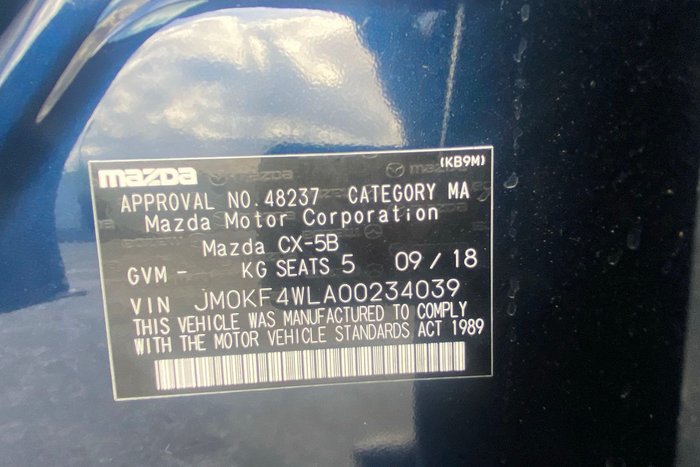 (KB9M)
mazda
APPROVAL NO.48237 CATEGORY MA
Mazda Motor Corporation
Mazda CX-5B
GVM - KG SEATS 5 09/18
VIN JM0KF4WLA00234039
THIS VEHICLE WAS MANUFACTURED TO COMPLY
WITH THE MOTOR VEHICLE STANDARDS ACT 1989